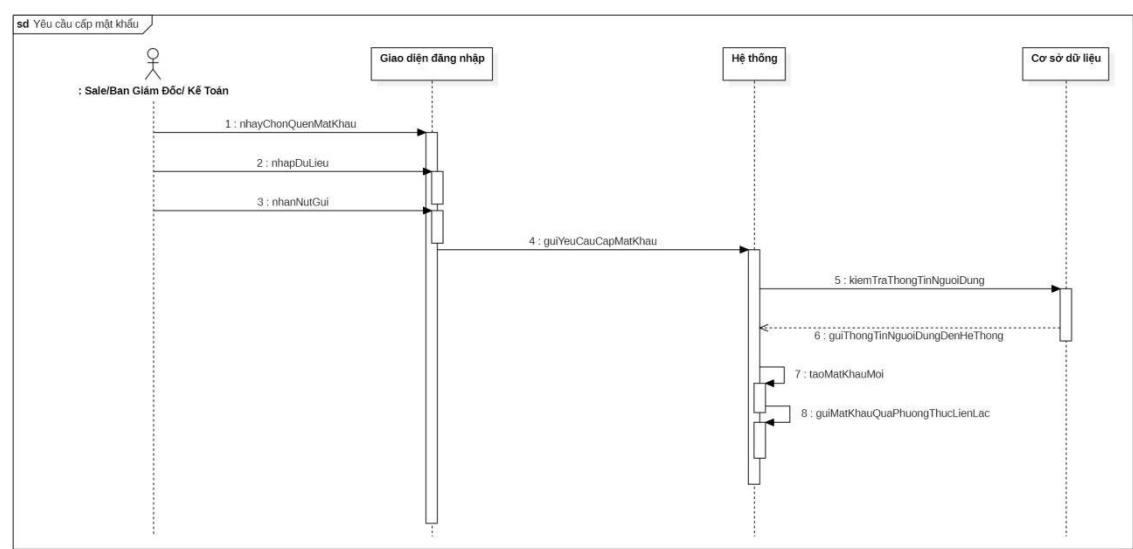 sd Yêu cầu cấp mật khẩu
Giao diện đăng nhập
Hệ thống
Cơ sở dữ liệu
: Sale/Ban Giám Đốc/ Kế Toán
1 : nhayChonQuenMatKhau
2 : nhapDuLieu
3 : nhanNutGui
4 : guiYeuCauCapMatKhau
5 : kiemTraThongTinNguoiDung
6 : guiThongTinNguoiDungDenHeThong
7 : taoMatKhauMoi
8 : guiMatKhauQuaPhuongThucLienLac